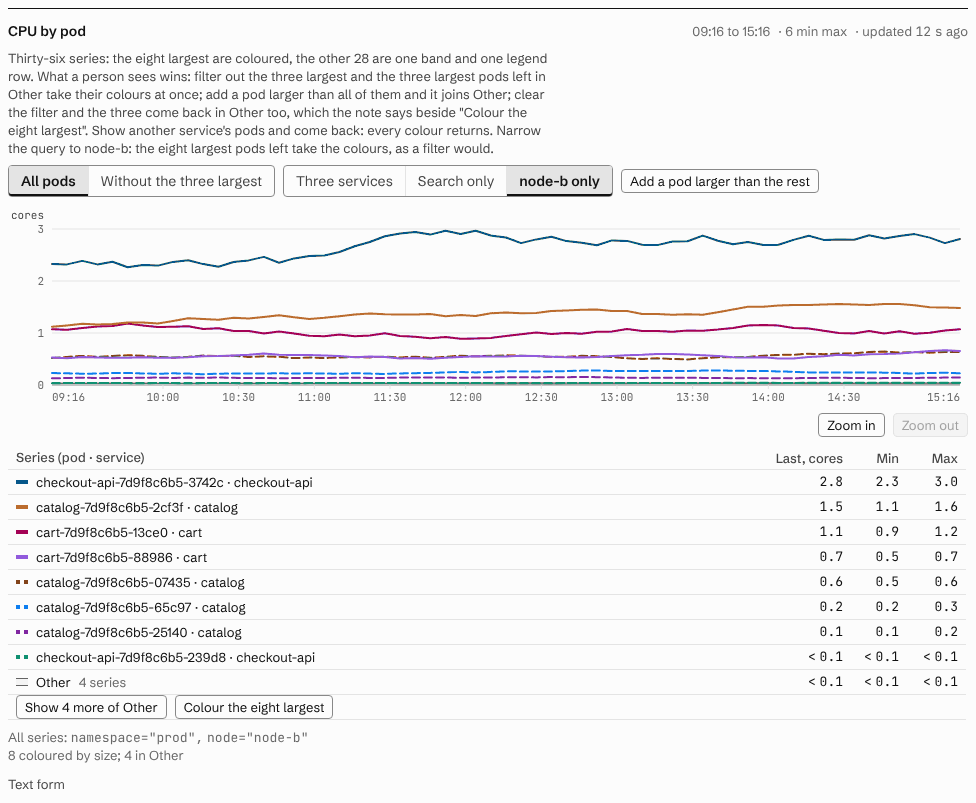 CPU by pod
09:16 to 15:16 · 6 min max · updated 12 s ago
Thirty-six series: the eight largest are coloured, the other 28 are one band and one legend
row. What a person sees wins: filter out the three largest and the three largest pods left in
Other take their colours at once; add a pod larger than all of them and it joins Other; clear
the filter and the three come back in Other too, which the note says beside "Colour the
eight largest". Show another service's pods and come back: every colour returns. Narrow
the query to node-b: the eight largest pods left take the colours, as a filter would.
All pods Without the three largest Three services Search only node-b only Add a pod larger than the rest
cores
3
2
1
0
09:16 10:00 10:30 11:00 11:30 12:00 12:30 13:00 13:30 14:00 14:30 15:16
Zoom in Zoom out
Series (pod · service) Last, cores Min Max
checkout-api-7d9f8c6b5-3742c · checkout-api 2.8 2.3 3.0
catalog-7d9f8c6b5-2cf3f · catalog 1.5 1.1 1.6
cart-7d9f8c6b5-13ce0 · cart 1.1 0.9 1.2
cart-7d9f8c6b5-88986 · cart 0.7 0.5 0.7
catalog-7d9f8c6b5-07435 · catalog 0.6 0.5 0.6
catalog-7d9f8c6b5-65c97 · catalog 0.2 0.2 0.3
catalog-7d9f8c6b5-25140 · catalog 0.1 0.1 0.2
checkout-api-7d9f8c6b5-239d8 · checkout-api <0.1 <0.1 <0.1
Other 4 series <0.1 <0.1 <0.1
Show 4 more of Other Colour the eight largest
All series: namespace="prod", node="node-b"
8 coloured by size; 4 in Other
Text form